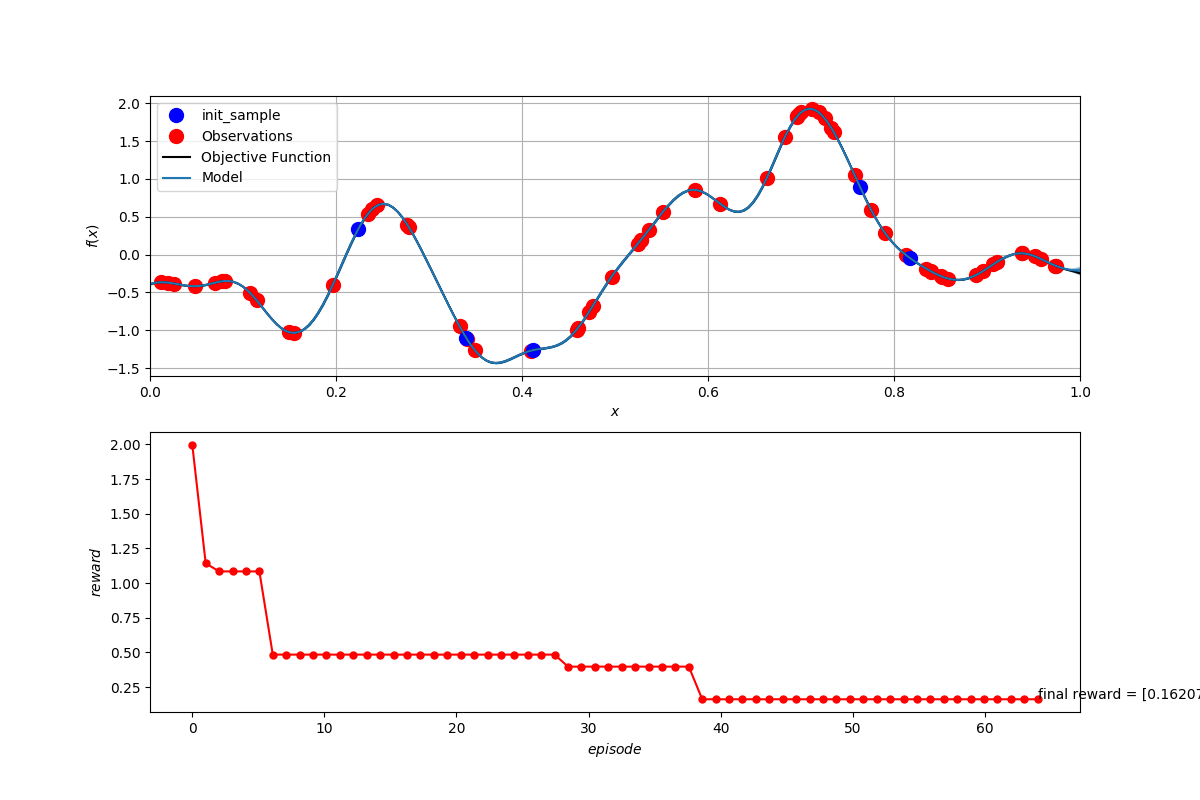 2.0
1.5
1.0
0.5
0.0
−0.5
−1.0
−1.5
f(x)
init_sample
Observations
Objective Function
Model
0.0 0.2 0.4 0.6 0.8 1.0
x
2.00
1.75
1.50
1.25
1.00
0.75
0.50
0.25
reward
final reward = [0.16207
0 10 20 30 40 50 60
episode